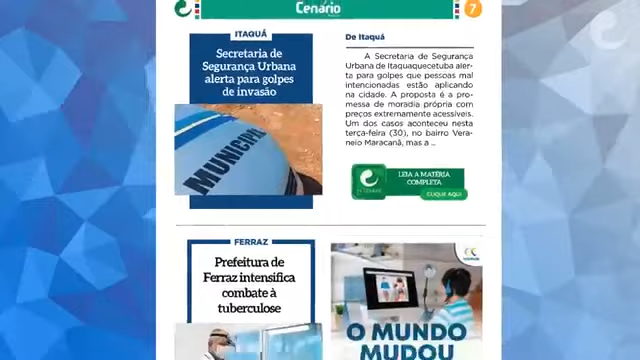 Cenário
7
ITAQUÁ
Secretaria de
Segurança Urbana
alerta para golpes
de invasão
MUNICIPAL
De Itaquá
A Secretaria de Segurança
Urbana de Itaquaquecetuba aler-
ta para golpes que pessoas mal
intencionadas estão aplicando
na cidade. A proposta é a pro-
messa de moradia própria com
preços extremamente acessíveis.
Um dos casos aconteceu nesta
terça-feira (30), no bairro Vera-
neio Maracanã, mas a ...
LEIA A MATÉRIA
COMPLETA
CLIQUE AQUI
FERRAZ
Prefeitura de
Ferraz intensifica
combate à
tuberculose
O MUNDO
MUDOU